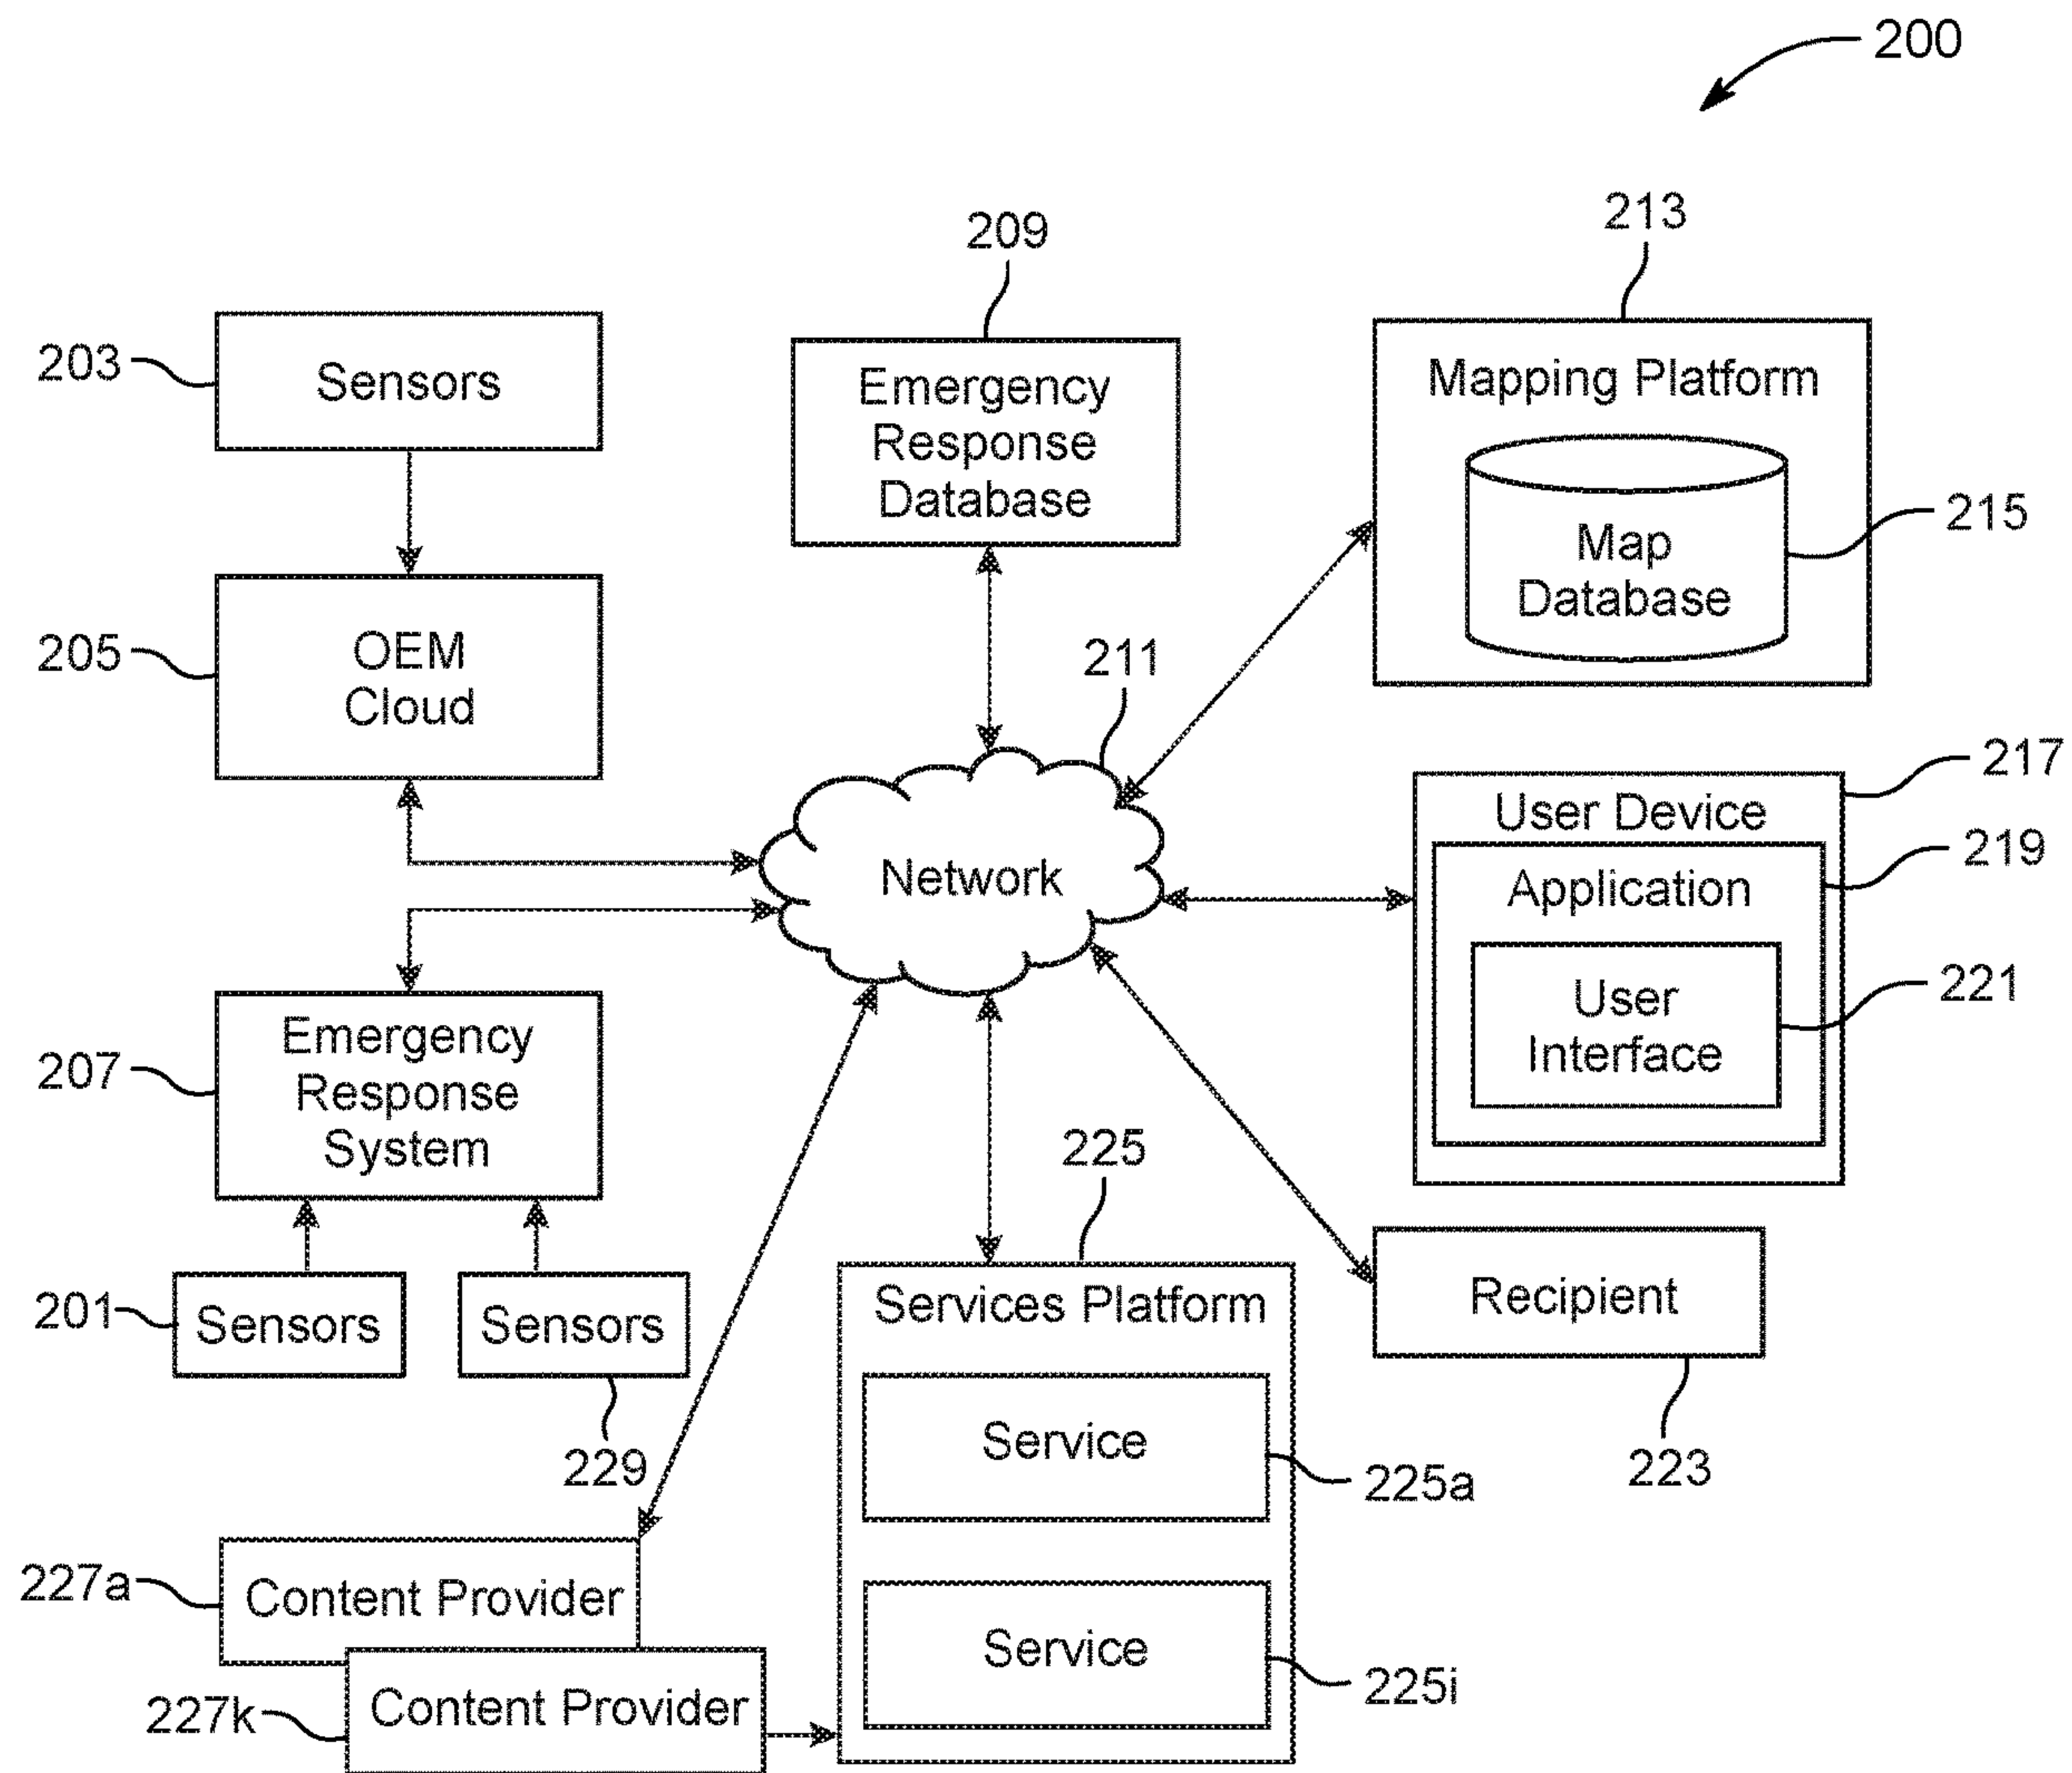 200
213
209
203
Sensors
Emergency
Response
Database
Mapping Platform
Map
Database
215
205
OEM
Cloud
211
217
User Device
219
Application
Network
221
User
Interface
207
Emergency
Response
System
225
201
Sensors
Sensors
Services Platform
Recipient
229
Service
225a
223
227a
Content Provider
Service
225i
227k
Content Provider